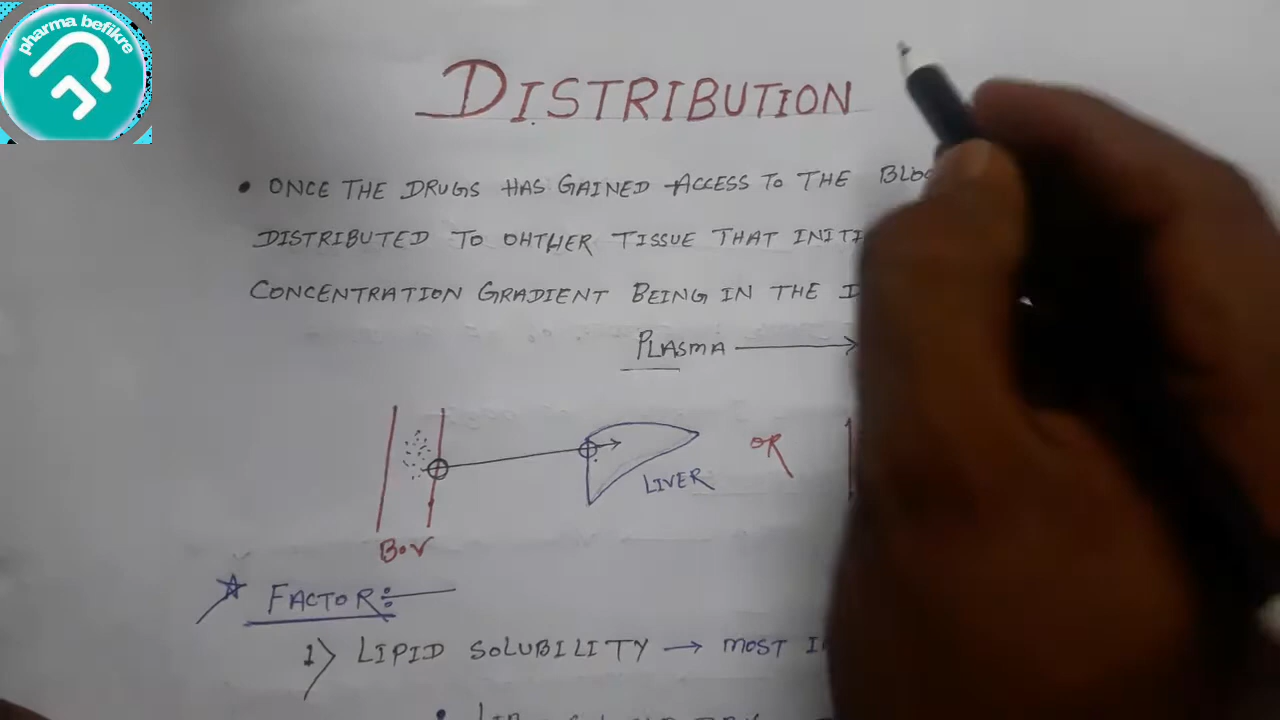 pharma befikre
DISTRIBUTION
• ONCE THE DRUGS HAS GAINED ACCESS TO THE
DISTRIBUTED TO OHTHER TISSUE THAT
CONCENTRATION GRADIENT BEING IN THE
PLASMA →
OR
LIVER
B.V
☆ FACTOR:-
1) LIPID SOLUBILITY → MOST